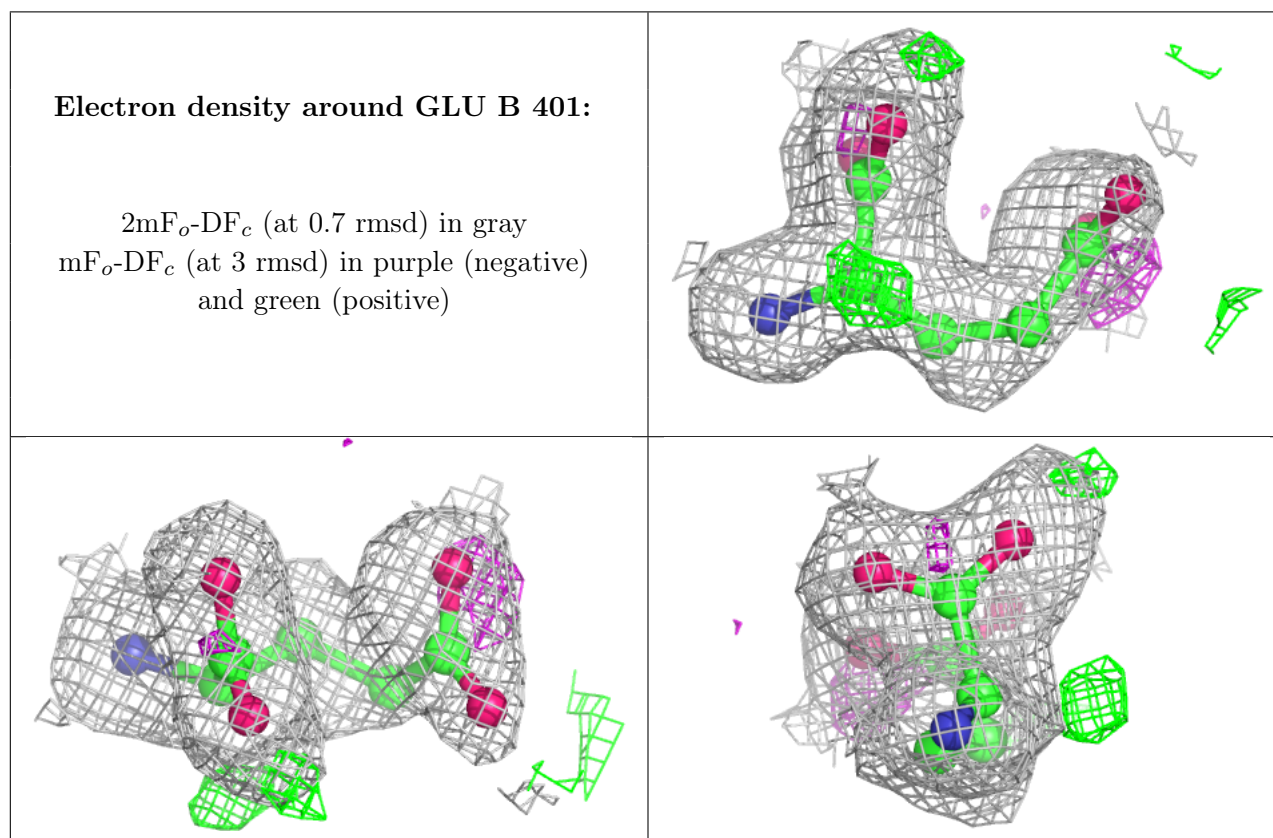 Electron density around GLU B 401:
2mFo-DFc (at 0.7 rmsd) in gray
mFo-DFc (at 3 rmsd) in purple (negative)
and green (positive)